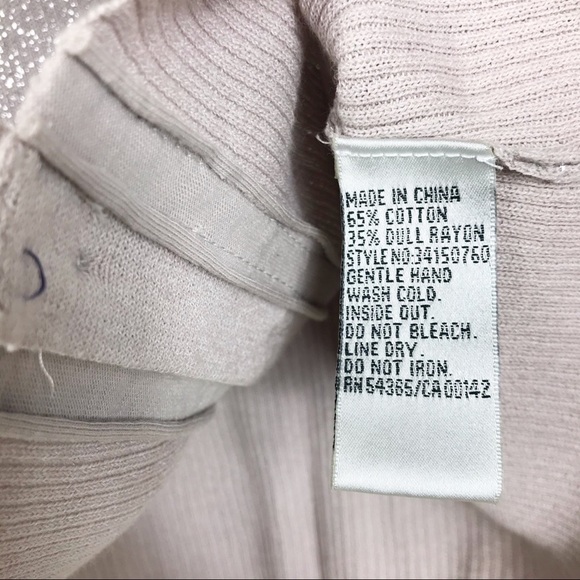 MADE IN CHINA
65% COTTON
35% DULL RAYON
STYLE NO:34150760
GENTLE HAND
WASH COLD.
INSIDE OUT.
DO NOT BLEACH.
LINE DRY.
DO NOT IRON.
RN 54365/CA 00142